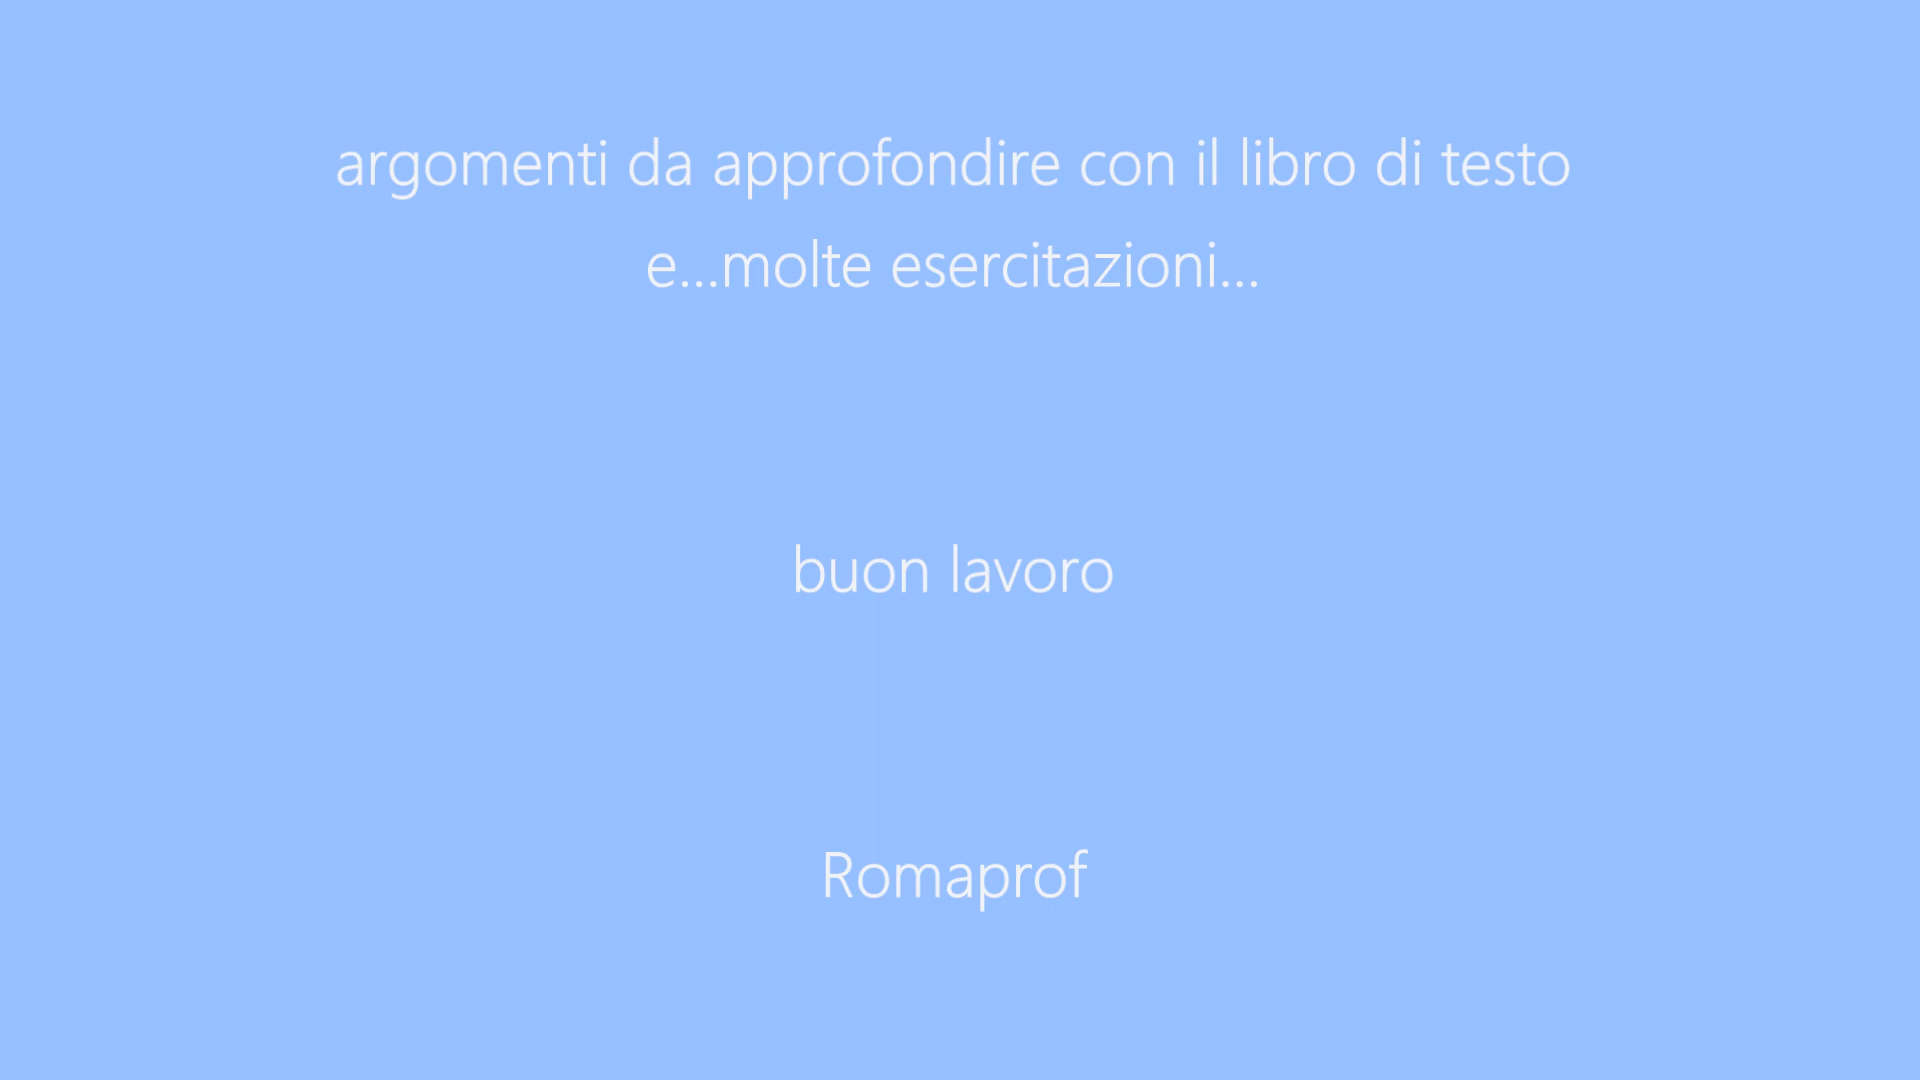 argomenti da approfondire con il libro di testo
e...molte esercitazioni...
buon lavoro
Romaprof